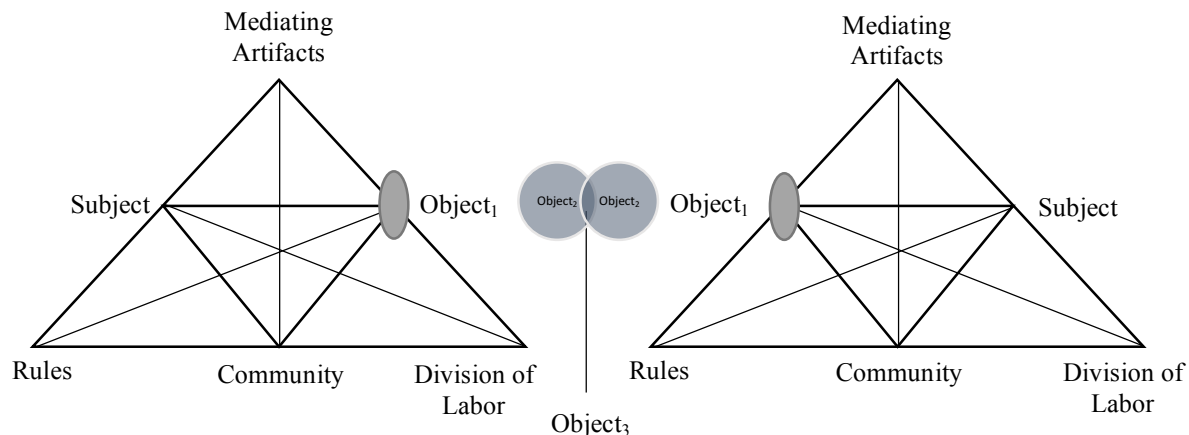 Mediating
Artifacts
Mediating
Artifacts
Subject
Object₁
Object₂
Object₂
Object₁
Subject
Rules
Community
Division of
Labor
Object₃
Rules
Community
Division of
Labor